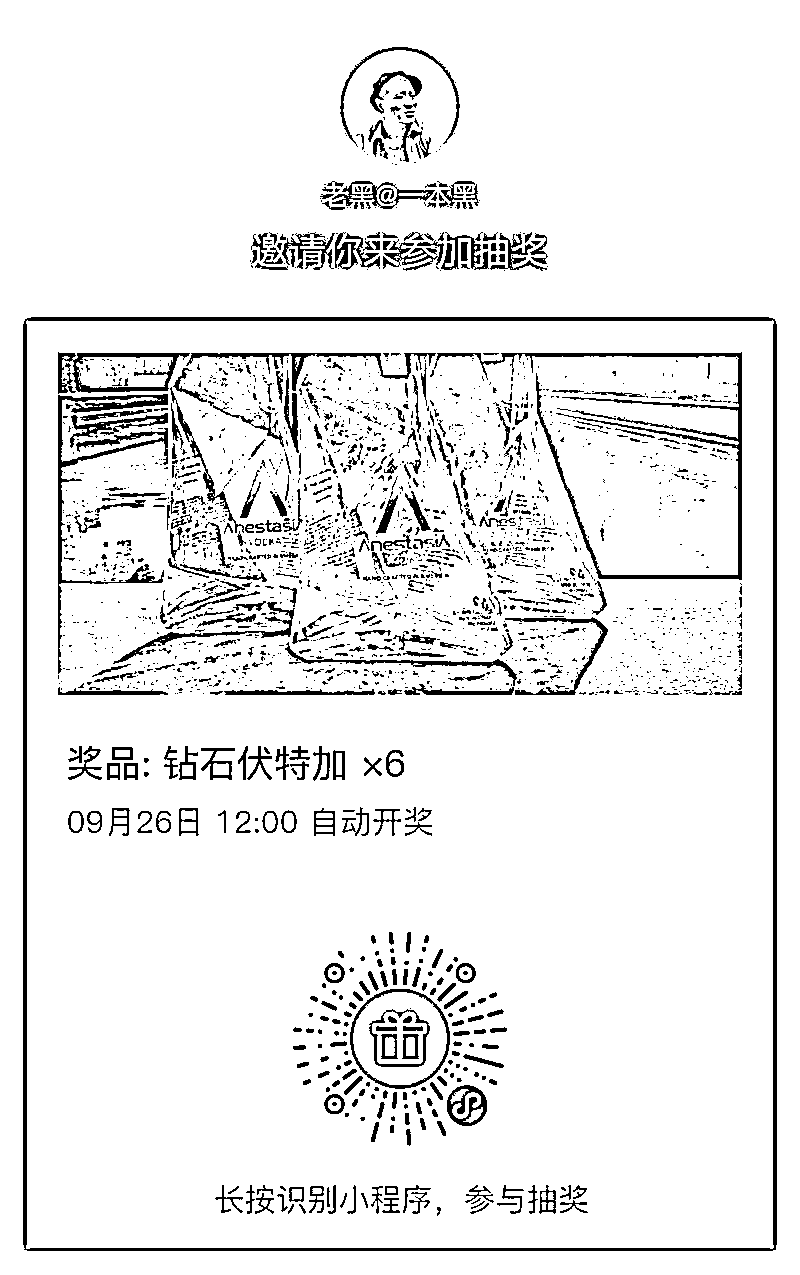 老黑@一本黑
邀请你来参加抽奖
Anestasia
AnestasiA
Anes
奖品: 钻石伏特加 ×6
09月26日 12:00 自动开奖
长按识别小程序，参与抽奖